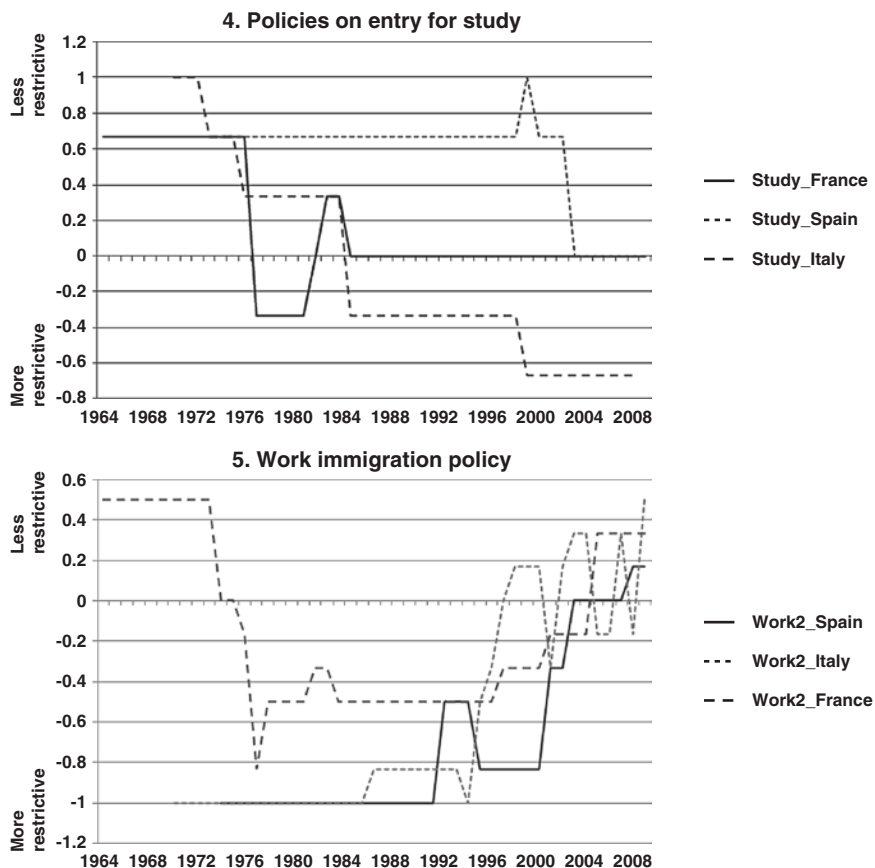 4. Policies on entry for study
Less
restrictive
More
restrictive
1.2
1
0.8
0.6
0.4
0.2
0
-0.2
-0.4
-0.6
-0.8
1964 1968 1972 1976 1980 1984 1988 1992 1996 2000 2004 2008
Study_France
Study_Spain
Study_Italy
5. Work immigration policy
Less
restrictive
More
restrictive
0.6
0.4
0.2
0
-0.2
-0.4
-0.6
-0.8
-1
-1.2
1964 1968 1972 1976 1980 1984 1988 1992 1996 2000 2004 2008
Work2_Spain
Work2_Italy
Work2_France